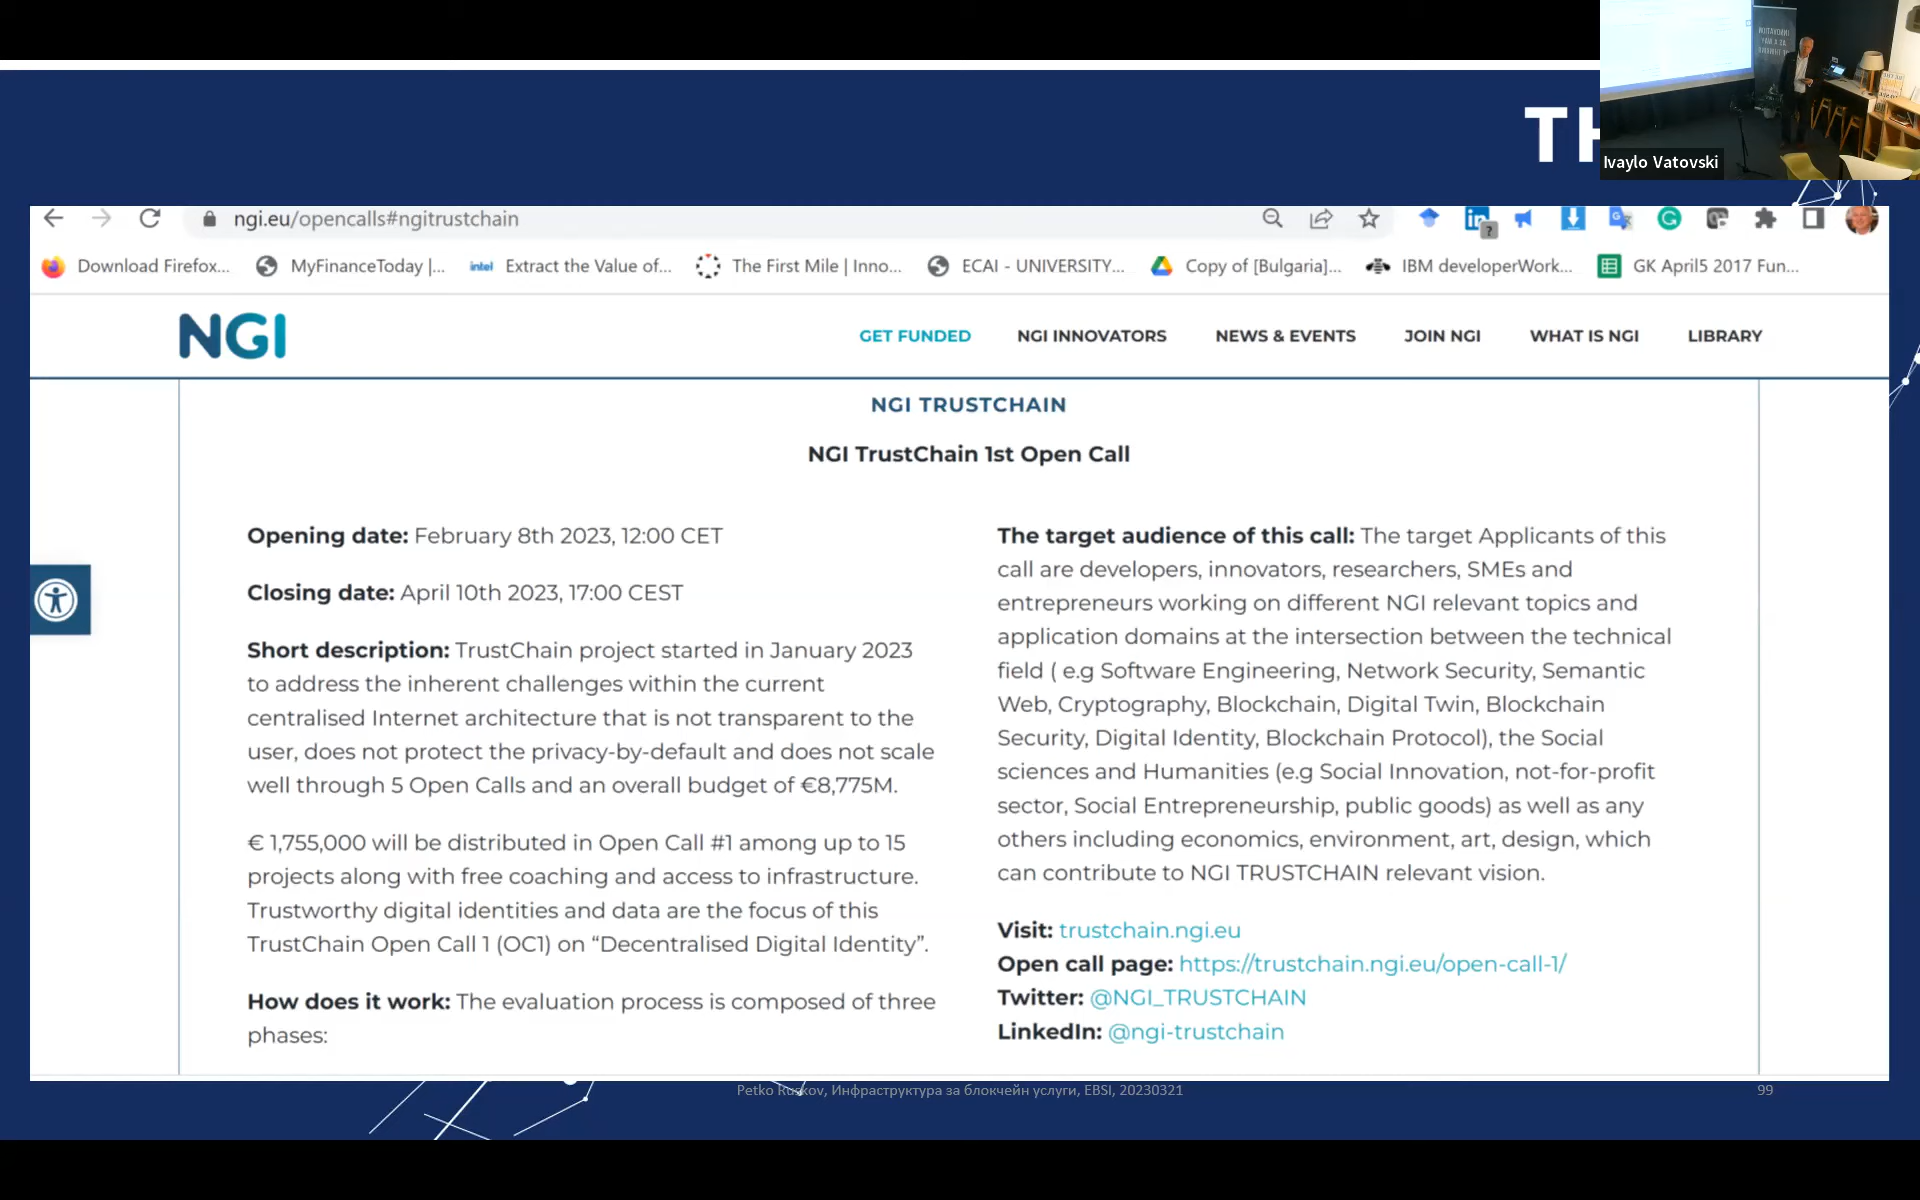 TH
Ivaylo Vatovski
ngi.eu/opencalls#ngitrustchain
Download Firefox... MyFinanceToday |... intel Extract the Value of... The First Mile | Inno... ECAI - UNIVERSITY... Copy of [Bulgaria]... IBM developerWork... GK April5 2017 Fun...
NGI
GET FUNDED NGI INNOVATORS NEWS & EVENTS JOIN NGI WHAT IS NGI LIBRARY
NGI TRUSTCHAIN
NGI TrustChain 1st Open Call
Opening date: February 8th 2023, 12:00 CET
Closing date: April 10th 2023, 17:00 CEST
Short description: TrustChain project started in January 2023
to address the inherent challenges within the current
centralised Internet architecture that is not transparent to the
user, does not protect the privacy-by-default and does not scale
well through 5 Open Calls and an overall budget of €8,775M.
€ 1,755,000 will be distributed in Open Call #1 among up to 15
projects along with free coaching and access to infrastructure.
Trustworthy digital identities and data are the focus of this
TrustChain Open Call 1 (OC1) on “Decentralised Digital Identity”.
How does it work: The evaluation process is composed of three
phases:
The target audience of this call: The target Applicants of this
call are developers, innovators, researchers, SMEs and
entrepreneurs working on different NGI relevant topics and
application domains at the intersection between the technical
field ( e.g Software Engineering, Network Security, Semantic
Web, Cryptography, Blockchain, Digital Twin, Blockchain
Security, Digital Identity, Blockchain Protocol), the Social
sciences and Humanities (e.g Social Innovation, not-for-profit
sector, Social Entrepreneurship, public goods) as well as any
others including economics, environment, art, design, which
can contribute to NGI TRUSTCHAIN relevant vision.
Visit: trustchain.ngi.eu
Open call page: https://trustchain.ngi.eu/open-call-1/
Twitter: @NGI_TRUSTCHAIN
LinkedIn: @ngi-trustchain
Petko Ruskov, Инфраструктура за блокчейн услуги, EBSI, 20230321
99